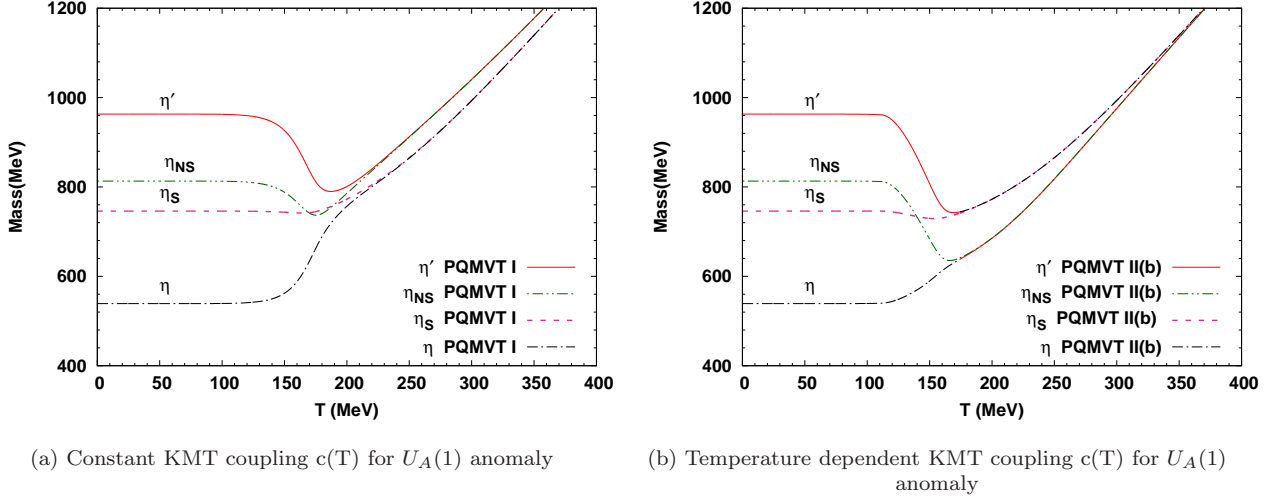 1200
1000
800
600
400
Mass(MeV)
η′
ηNS
ηS
η
η′ PQMVT I
ηNS PQMVT I
ηS PQMVT I
η PQMVT I
0 50 100 150 200 250 300 350 400
T (MeV)
(a) Constant KMT coupling c(T) for U_A(1) anomaly
1200
1000
800
600
400
Mass(MeV)
η′
ηNS
ηS
η
η′ PQMVT II(b)
ηNS PQMVT II(b)
ηS PQMVT II(b)
η PQMVT II(b)
0 50 100 150 200 250 300 350 400
T (MeV)
(b) Temperature dependent KMT coupling c(T) for U_A(1)
anomaly